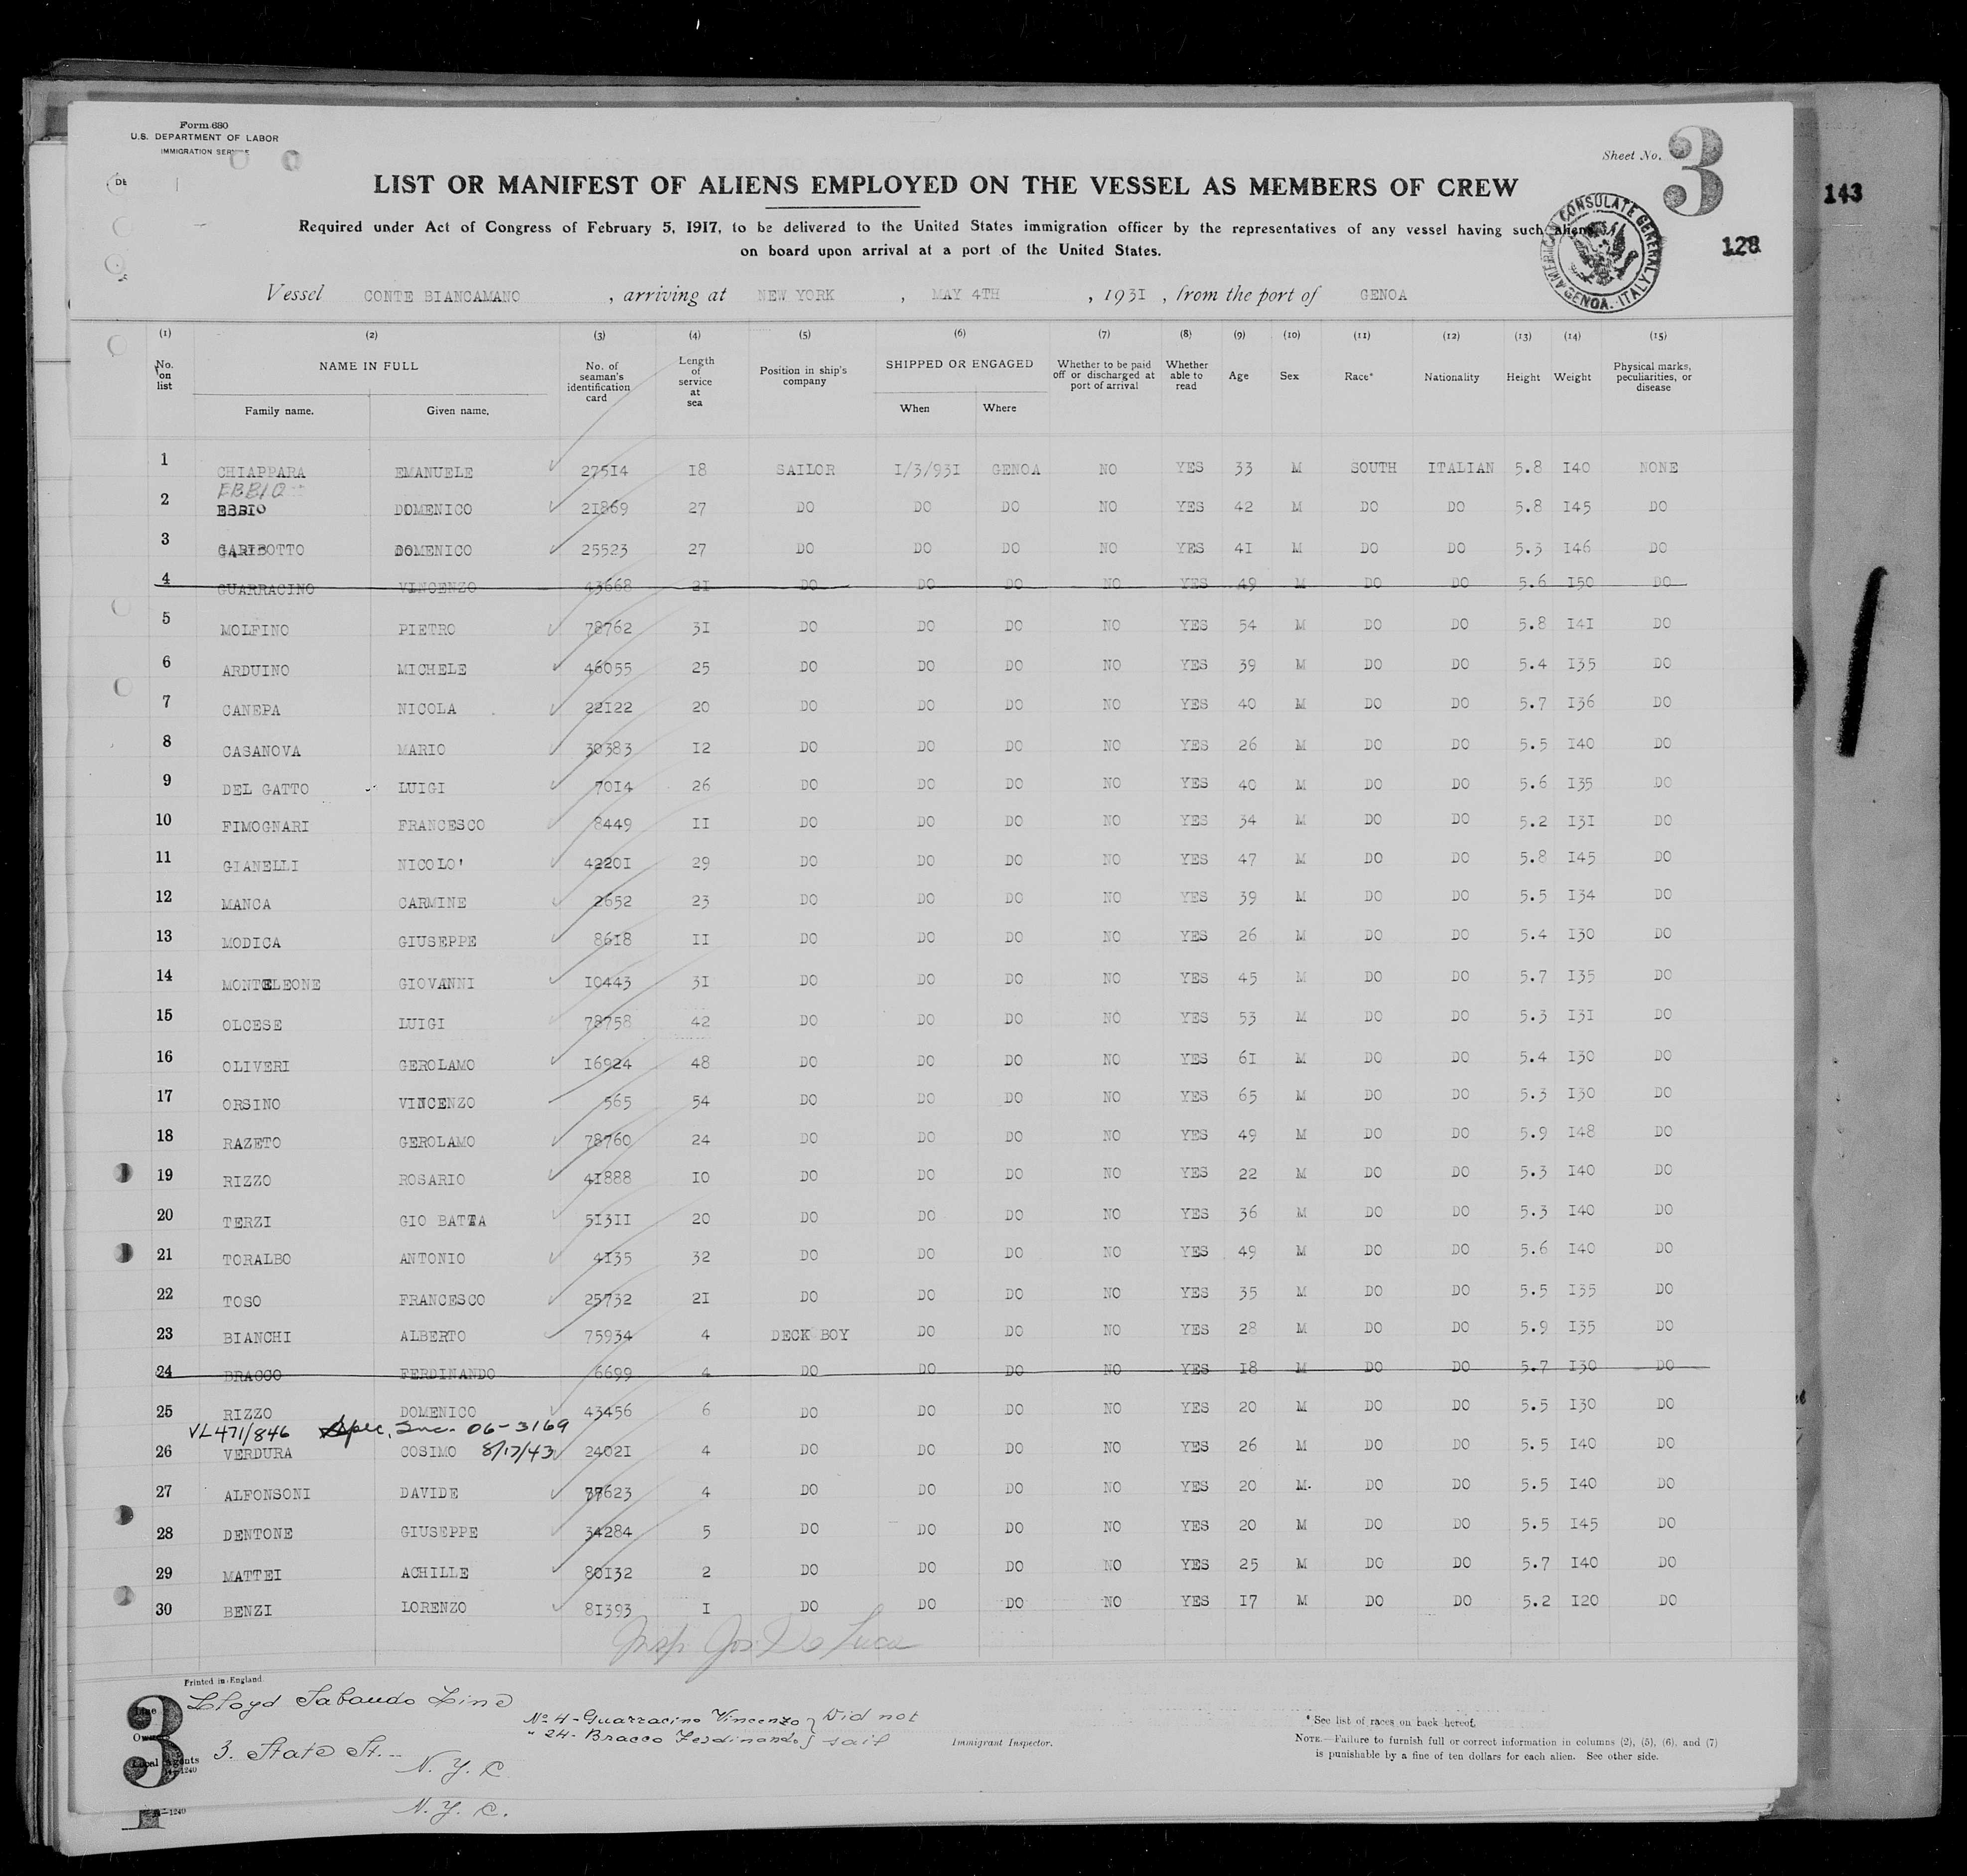 Form 680
U.S. DEPARTMENT OF LABOR
IMMIGRATION SERVICE
Sheet No. 3
143
LIST OR MANIFEST OF ALIENS EMPLOYED ON THE VESSEL AS MEMBERS OF CREW
Required under Act of Congress of February 5, 1917, to be delivered to the United States immigration officer by the representatives of any vessel having such aliens
on board upon arrival at a port of the United States.
AMERICAN CONSULATE GENERAL GENOA. ITALY
128
Vessel CONTE BIANCAMANO, arriving at NEW YORK, MAY 4TH, 1931, from the port of GENOA
(1) (2) (3) (4) (5) (6) (7) (8) (9) (10) (11) (12) (13) (14) (15)
No. on list NAME IN FULL Family name. Given name. No. of seaman's identification card Length of service at sea Position in ship's company SHIPPED OR ENGAGED When Where Whether to be paid off or discharged at port of arrival Whether able to read Age Sex Race* Nationality Height Weight Physical marks, peculiarities, or disease
1 CHIAPPARA EMANUELE 27514 18 SAILOR 1/3/931 GENOA NO YES 33 M SOUTH ITALIAN 5.8 140 NONE
EBBIO
2 EBBIO DOMENICO 21869 27 DO DO DO NO YES 42 M DO DO 5.8 145 DO
3 GARIBOTTO DOMENICO 25523 27 DO DO DO NO YES 41 M DO DO 5.3 146 DO
4 GUARRACINO VINCENZO 43668 21 DO DO DO NO YES 49 M DO DO 5.6 150 DO
5 MOLFINO PIETRO 78762 31 DO DO DO NO YES 54 M DO DO 5.8 141 DO
6 ARDUINO MICHELE 46055 25 DO DO DO NO YES 39 M DO DO 5.4 135 DO
7 CANEPA NICOLA 22122 20 DO DO DO NO YES 40 M DO DO 5.7 136 DO
8 CASANOVA MARIO 30383 12 DO DO DO NO YES 26 M DO DO 5.5 140 DO
9 DEL GATTO LUIGI 7014 26 DO DO DO NO YES 40 M DO DO 5.6 135 DO
10 FIMOGNARI FRANCESCO 8449 11 DO DO DO NO YES 34 M DO DO 5.2 131 DO
11 GIANELLI NICOLO' 42201 29 DO DO DO NO YES 47 M DO DO 5.8 145 DO
12 MANCA CARMINE 2652 23 DO DO DO NO YES 39 M DO DO 5.5 134 DO
13 MODICA GIUSEPPE 8618 11 DO DO DO NO YES 26 M DO DO 5.4 130 DO
14 MONTELEONE GIOVANNI 10443 31 DO DO DO NO YES 45 M DO DO 5.7 135 DO
15 OLCESE LUIGI 78758 42 DO DO DO NO YES 53 M DO DO 5.3 131 DO
16 OLIVERI GEROLAMO 16924 48 DO DO DO NO YES 61 M DO DO 5.4 130 DO
17 ORSINO VINCENZO 565 54 DO DO DO NO YES 65 M DO DO 5.3 130 DO
18 RAZETO GEROLAMO 78760 24 DO DO DO NO YES 49 M DO DO 5.9 148 DO
19 RIZZO ROSARIO 41888 10 DO DO DO NO YES 22 M DO DO 5.3 140 DO
20 TERZI GIO BATTA 51311 20 DO DO DO NO YES 36 M DO DO 5.3 140 DO
21 TORALBO ANTONIO 4135 32 DO DO DO NO YES 49 M DO DO 5.6 140 DO
22 TOSO FRANCESCO 25732 21 DO DO DO NO YES 35 M DO DO 5.5 135 DO
23 BIANCHI ALBERTO 75934 4 DECK BOY DO DO NO YES 28 M DO DO 5.9 135 DO
24 BRACCO FERDINANDO 6699 4 DO DO DO NO YES 18 M DO DO 5.7 130 DO
25 RIZZO DOMENICO 43456 6 DO DO DO NO YES 20 M DO DO 5.5 130 DO
VL471/846 Spec. Inc. 06-3169
26 VERDURA COSIMO 8/17/43 24021 4 DO DO DO NO YES 26 M DO DO 5.5 140 DO
27 ALFONSONI DAVIDE 37623 4 DO DO DO NO YES 20 M. DO DO 5.5 140 DO
28 DENTONE GIUSEPPE 34284 5 DO DO DO NO YES 20 M DO DO 5.5 145 DO
29 MATTEI ACHILLE 80132 2 DO DO DO NO YES 25 M DO DO 5.7 140 DO
30 BENZI LORENZO 81393 1 DO DO DO NO YES 17 M DO DO 5.2 120 DO
Insp. Jos. De Luca
Printed in England.
3
Lloyd Sabaudo Line
3. State St.
N. Y. C
N. Y. C.
No 4 - Guarracino Vincenzo } Did not
" 24 - Bracco Ferdinando } sail
Immigrant Inspector.
* See list of races on back hereof.
NOTE.—Failure to furnish full or correct information in columns (2), (5), (6), and (7)
is punishable by a fine of ten dollars for each alien. See other side.